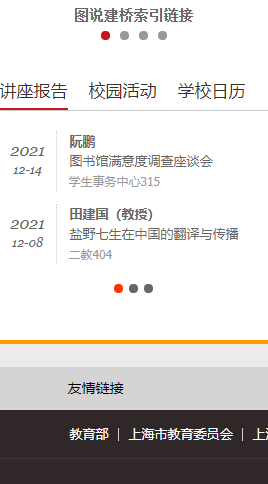 图说建桥索引链接
讲座报告 校园活动 学校日历
2021
12-14
阮鹏
图书馆满意度调查座谈会
学生事务中心315
2021
12-08
田建国（教授）
盐野七生在中国的翻译与传播
二教404
友情链接
教育部 | 上海市教育委员会 | 上